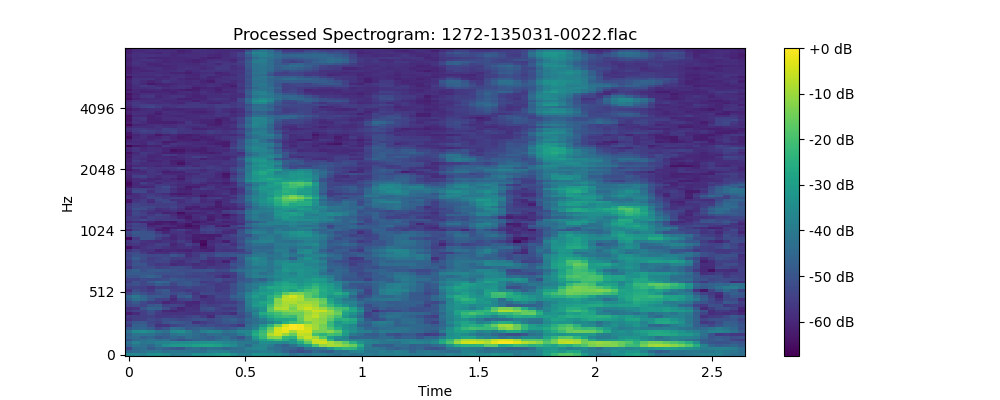 Processed Spectrogram: 1272-135031-0022.flac
Hz
4096
2048
1024
512
0
0
0.5
1
1.5
2
2.5
Time
+0 dB
-10 dB
-20 dB
-30 dB
-40 dB
-50 dB
-60 dB